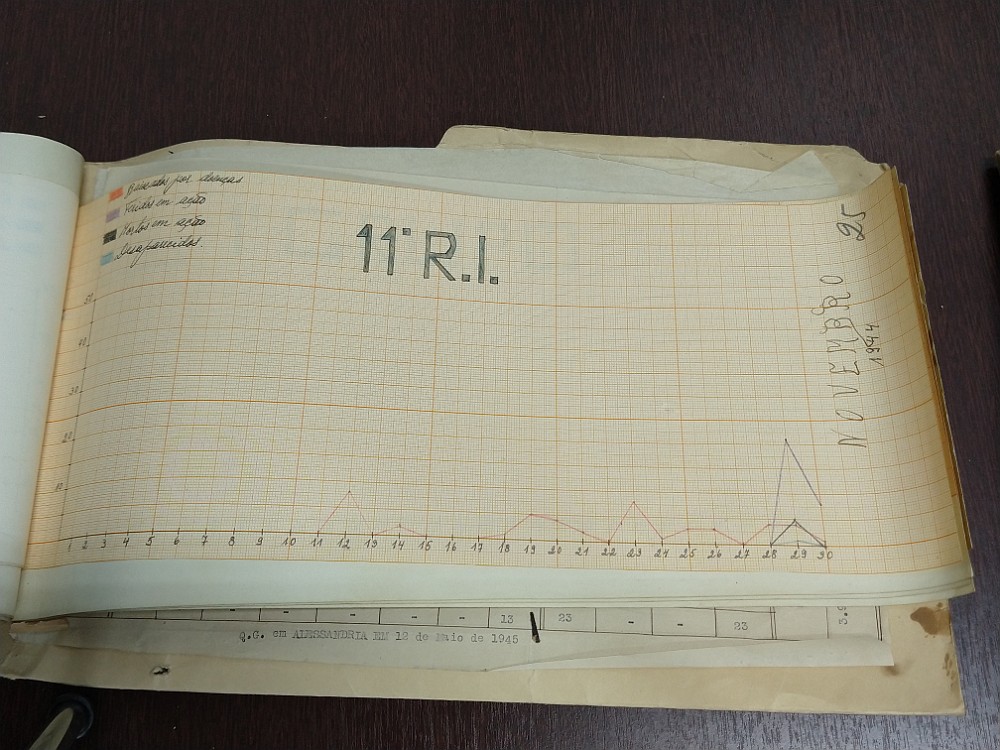 Baixados por doenças
Feridos em ação
Mortos em ação
Desaparecidos
11° R.I.
25
NOVEMBRO
1944
50
40
30
20
10
1 2 3 4 5 6 7 8 9 10 11 12 13 14 15 16 17 18 19 20 21 22 23 24 25 26 27 28 29 30
- - - - - - 13 23 - - 23
Q.G. em ALESSANDRIA EM 12 de Maio de 1945